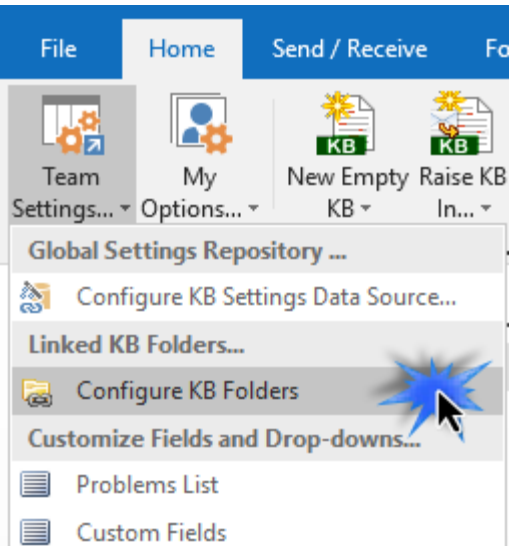 File Home Send / Receive Fo
KB KB
Team My New Empty Raise KB
Settings... Options... KB In...
Global Settings Repository ...
Configure KB Settings Data Source...
Linked KB Folders...
Configure KB Folders
Customize Fields and Drop-downs...
Problems List
Custom Fields